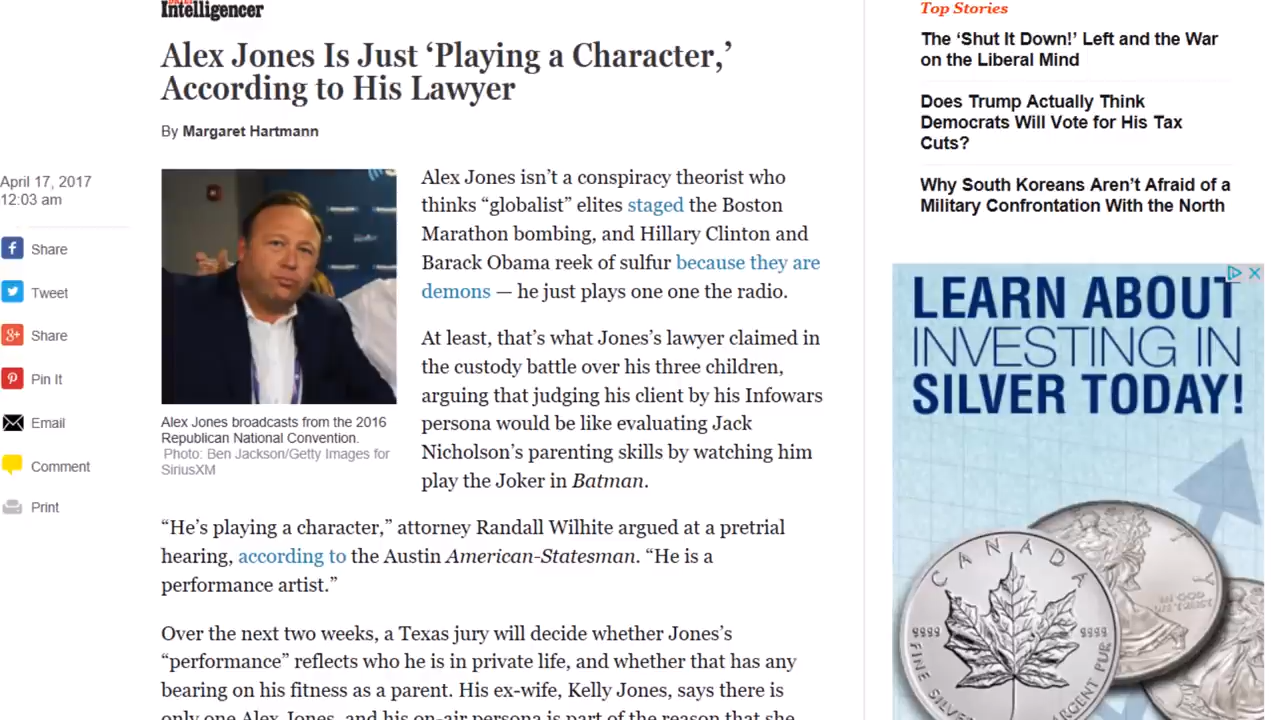 Intelligencer
Alex Jones Is Just ‘Playing a Character,’
According to His Lawyer
By Margaret Hartmann
April 17, 2017
12:03 am
Share
Tweet
Share
Pin It
Email
Comment
Print
Alex Jones broadcasts from the 2016
Republican National Convention.
Photo: Ben Jackson/Getty Images for
SiriusXM
Alex Jones isn’t a conspiracy theorist who
thinks “globalist” elites staged the Boston
Marathon bombing, and Hillary Clinton and
Barack Obama reek of sulfur because they are
demons — he just plays one one the radio.
At least, that’s what Jones’s lawyer claimed in
the custody battle over his three children,
arguing that judging his client by his Infowars
persona would be like evaluating Jack
Nicholson’s parenting skills by watching him
play the Joker in Batman.
“He’s playing a character,” attorney Randall Wilhite argued at a pretrial
hearing, according to the Austin American-Statesman. “He is a
performance artist.”
Over the next two weeks, a Texas jury will decide whether Jones’s
“performance” reflects who he is in private life, and whether that has any
bearing on his fitness as a parent. His ex-wife, Kelly Jones, says there is
only one Alex Jones, and his on-air persona is part of the reason that she
Top Stories
The ‘Shut It Down!’ Left and the War
on the Liberal Mind
Does Trump Actually Think
Democrats Will Vote for His Tax
Cuts?
Why South Koreans Aren’t Afraid of a
Military Confrontation With the North
LEARN ABOUT
INVESTING IN
SILVER TODAY!
CANADA
9999 9999
FINE SILVER
ARGENT PUR
IN GOD
WE TRUST